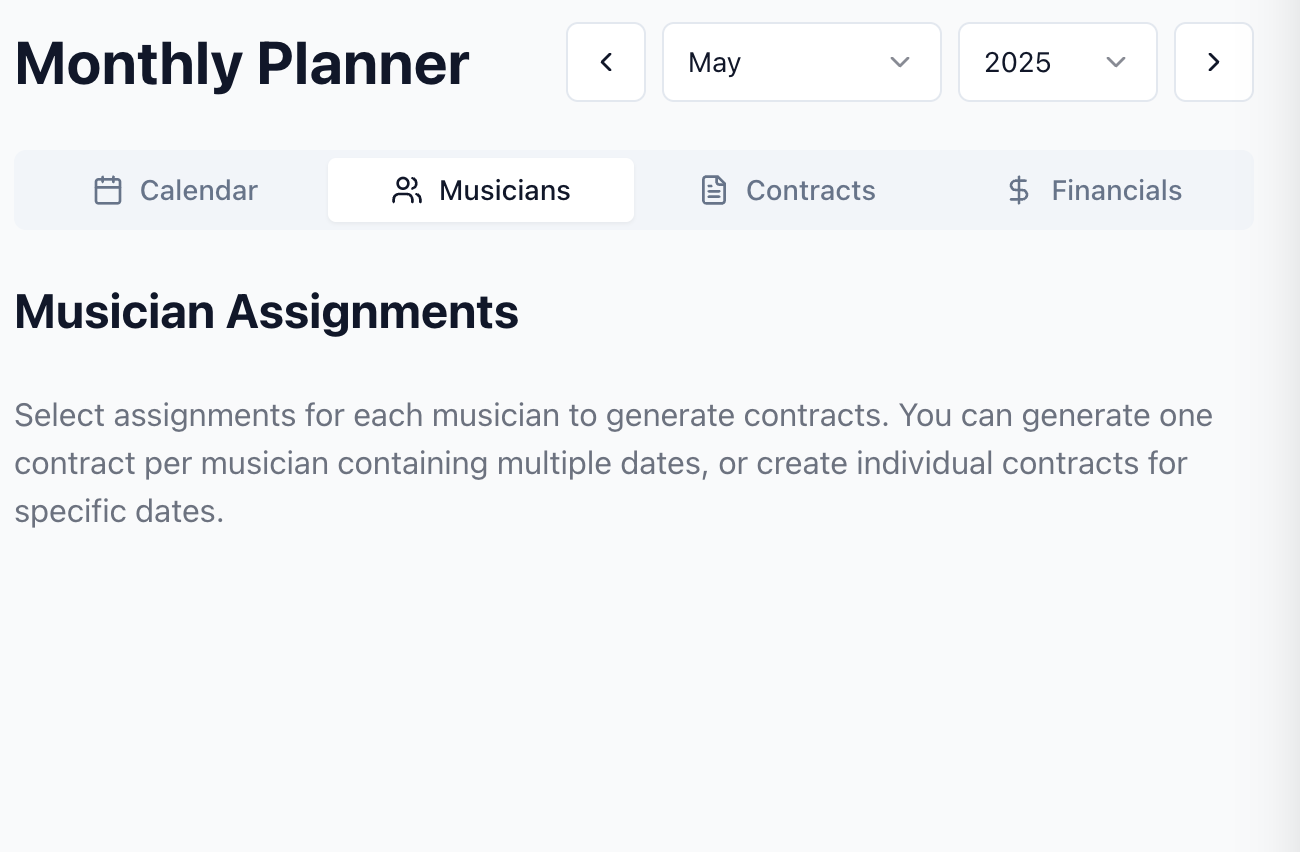 Monthly Planner
May
2025
Calendar
Musicians
Contracts
Financials
Musician Assignments
Select assignments for each musician to generate contracts. You can generate one
contract per musician containing multiple dates, or create individual contracts for
specific dates.